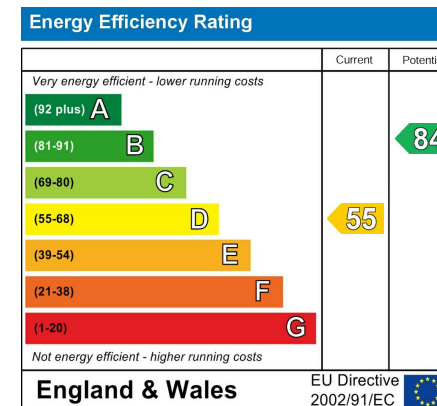 Energy Efficiency Rating
Current Potenti
Very energy efficient - lower running costs
(92 plus) A
(81-91) B
84
(69-80) C
(55-68) D
55
(39-54) E
(21-38) F
(1-20) G
Not energy efficient - higher running costs
England & Wales
EU Directive
2002/91/EC